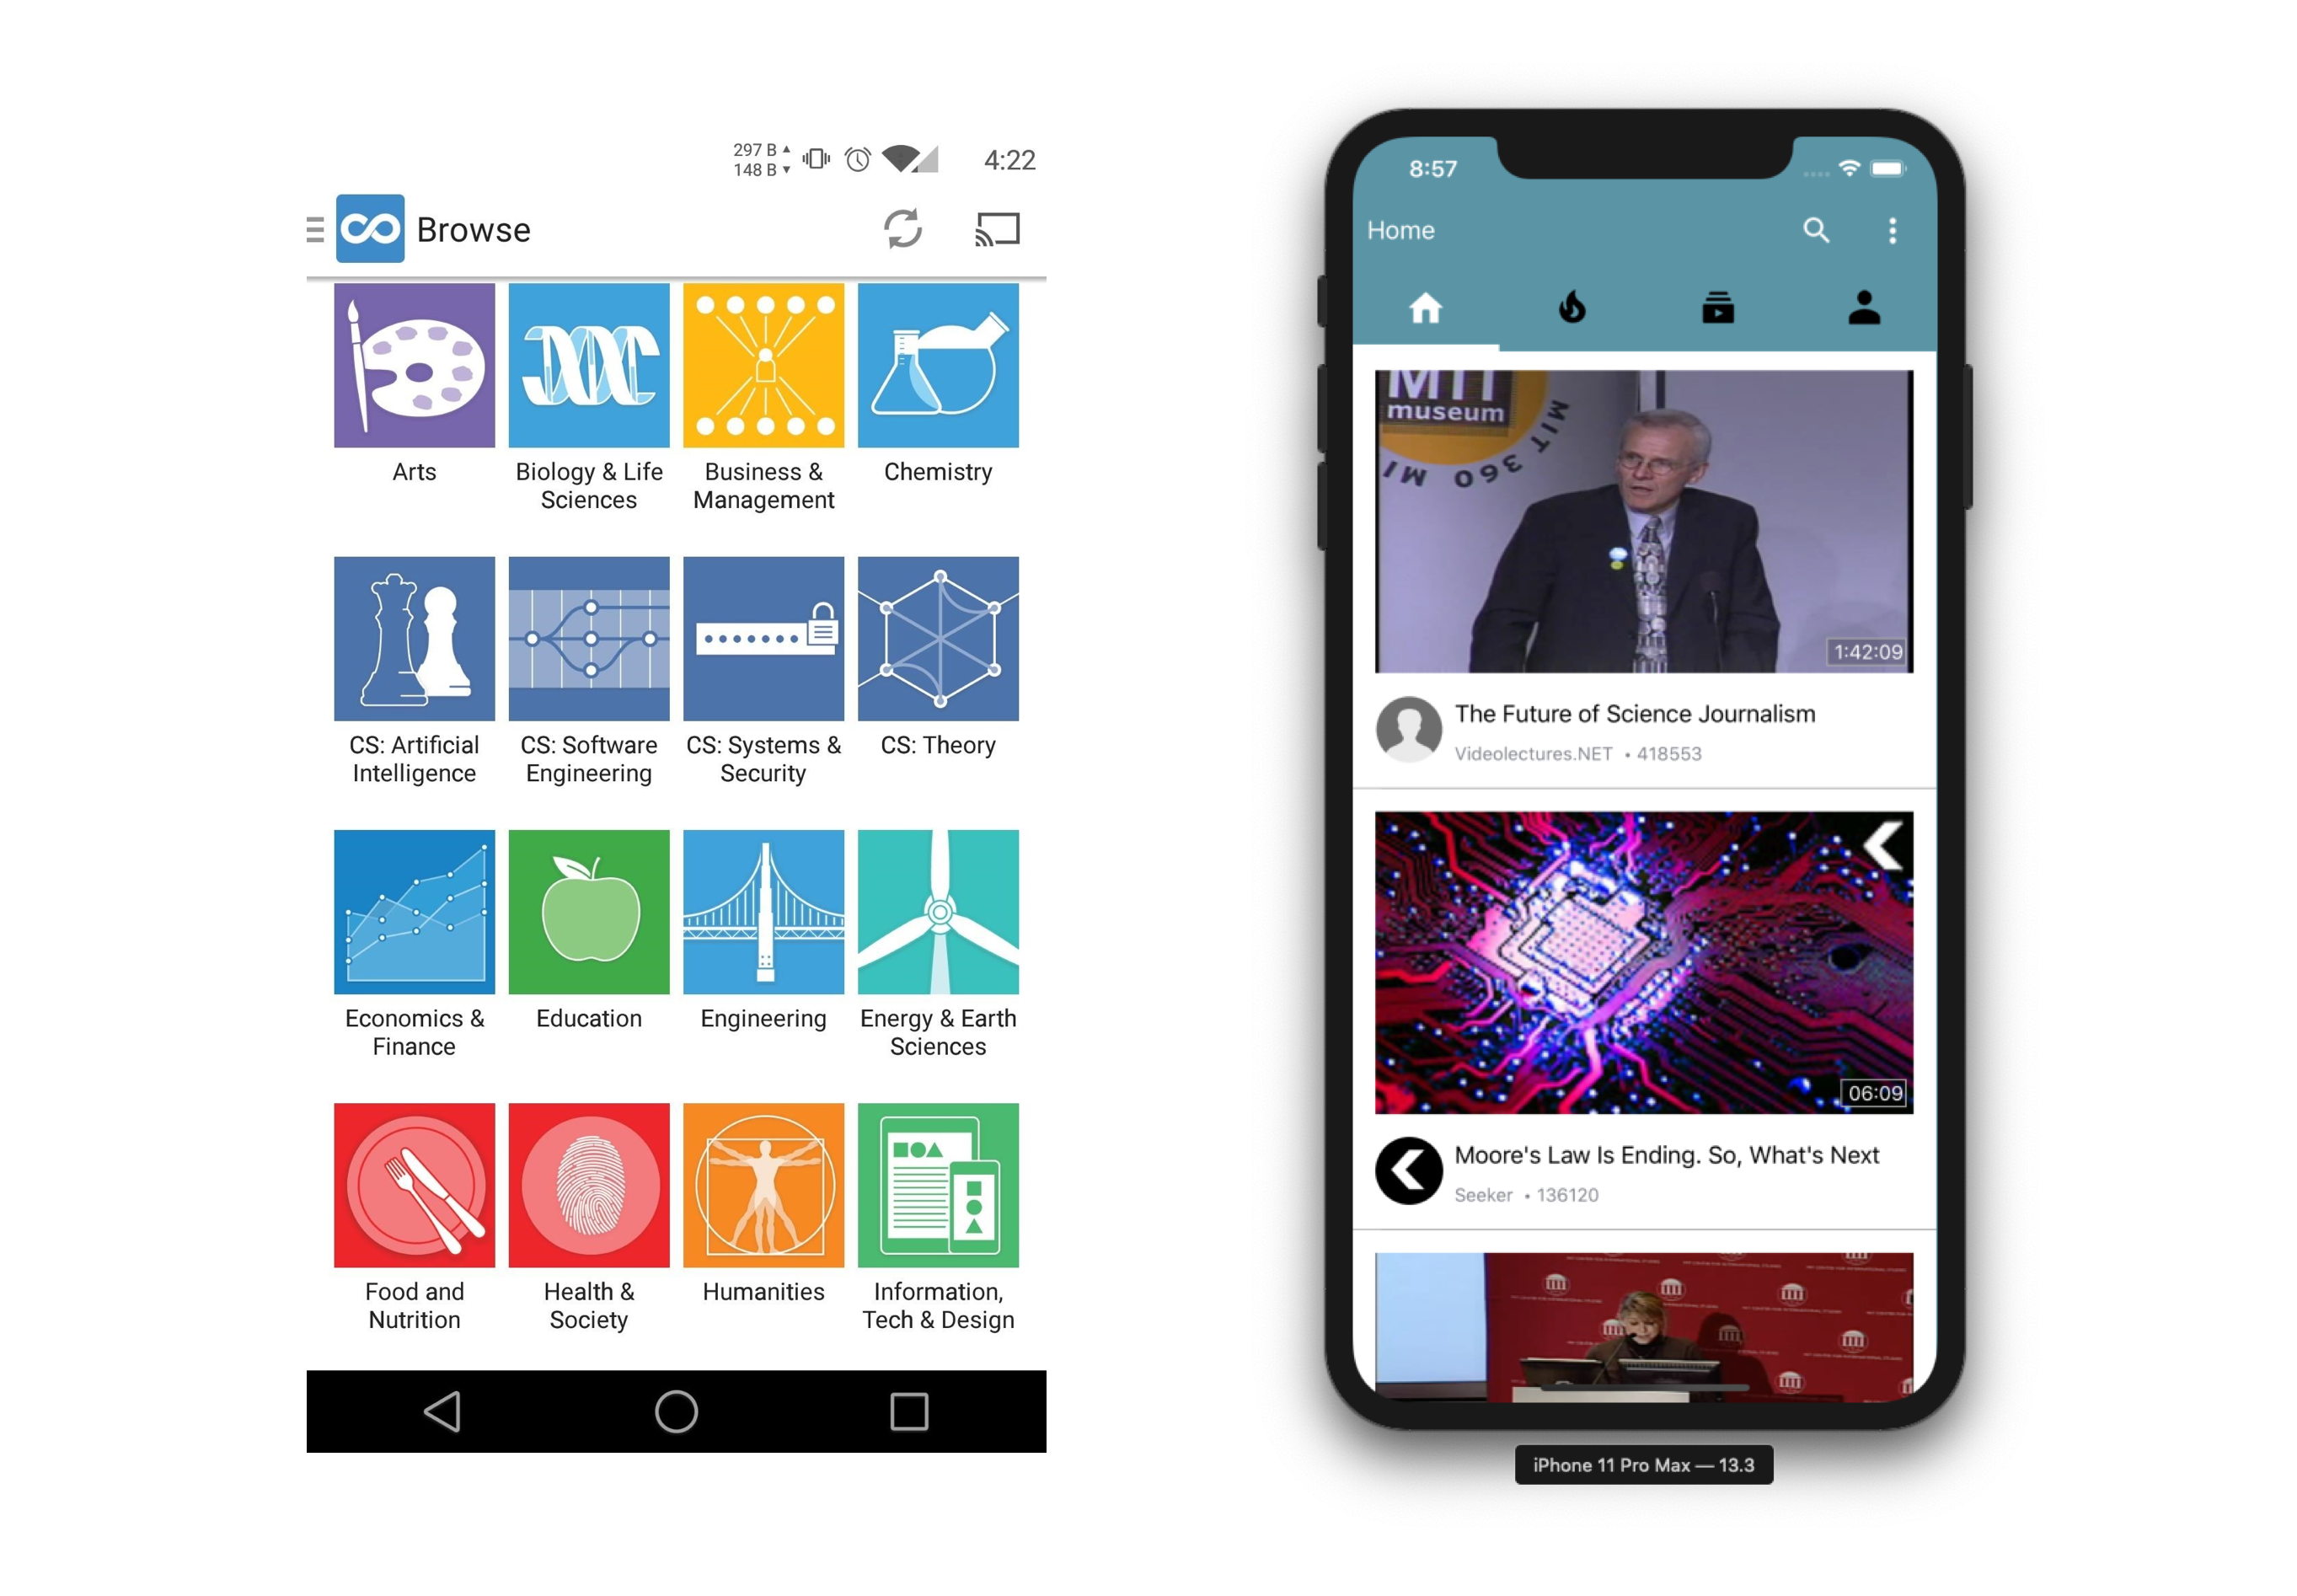 297 B
148 B
4:22
Browse
Arts
Biology & Life
Sciences
Business &
Management
Chemistry
CS: Artificial
Intelligence
CS: Software
Engineering
CS: Systems &
Security
CS: Theory
Economics &
Finance
Education
Engineering
Energy & Earth
Sciences
Food and
Nutrition
Health &
Society
Humanities
Information,
Tech & Design
8:57
Home
MIT
museum
MIT 360 MI
1:42:09
The Future of Science Journalism
Videolectures.NET • 418553
06:09
Moore's Law Is Ending. So, What's Next
Seeker • 136120
iPhone 11 Pro Max — 13.3